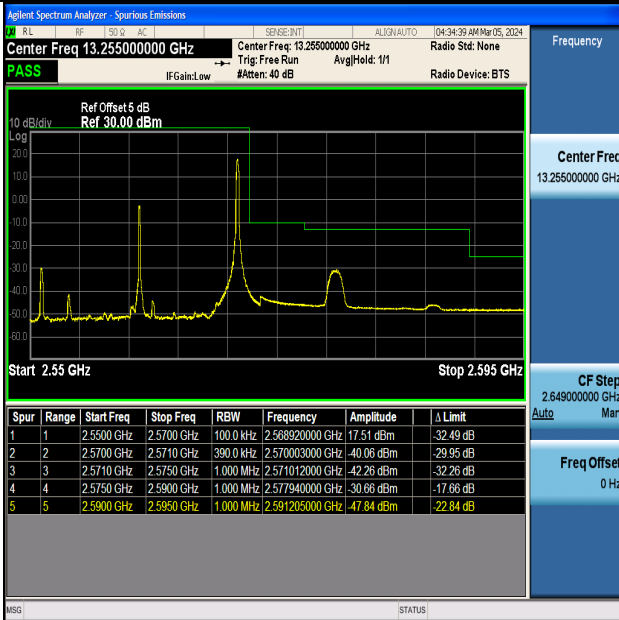 Agilent Spectrum Analyzer - Spurious Emissions
LXI RL RF 50 Ω AC SENSE:INT ALIGN AUTO 04:34:39 AM Mar 05, 2024
Center Freq 13.255000000 GHz
Center Freq: 13.255000000 GHz
Radio Std: None
Trig: Free Run Avg|Hold: 1/1
PASS
IFGain:Low
#Atten: 40 dB
Radio Device: BTS
Ref Offset 5 dB
10 dB/div Ref 30.00 dBm
Log
20.0
10.0
0.00
-10.0
-20.0
-30.0
-40.0
-50.0
-60.0
Start 2.55 GHz Stop 2.595 GHz
Spur Range Start Freq Stop Freq RBW Frequency Amplitude Δ Limit
1 1 2.5500 GHz 2.5700 GHz 100.0 kHz 2.568920000 GHz 17.51 dBm -32.49 dB
2 2 2.5700 GHz 2.5710 GHz 390.0 kHz 2.570003000 GHz -40.06 dBm -29.95 dB
3 3 2.5710 GHz 2.5750 GHz 1.000 MHz 2.571012000 GHz -42.26 dBm -32.26 dB
4 4 2.5750 GHz 2.5900 GHz 1.000 MHz 2.577940000 GHz -30.66 dBm -17.66 dB
5 5 2.5900 GHz 2.5950 GHz 1.000 MHz 2.591205000 GHz -47.84 dBm -22.84 dB
MSG STATUS
Frequency
Center Freq
13.255000000 GHz
CF Step
2.649000000 GHz
Auto Man
Freq Offset
0 Hz